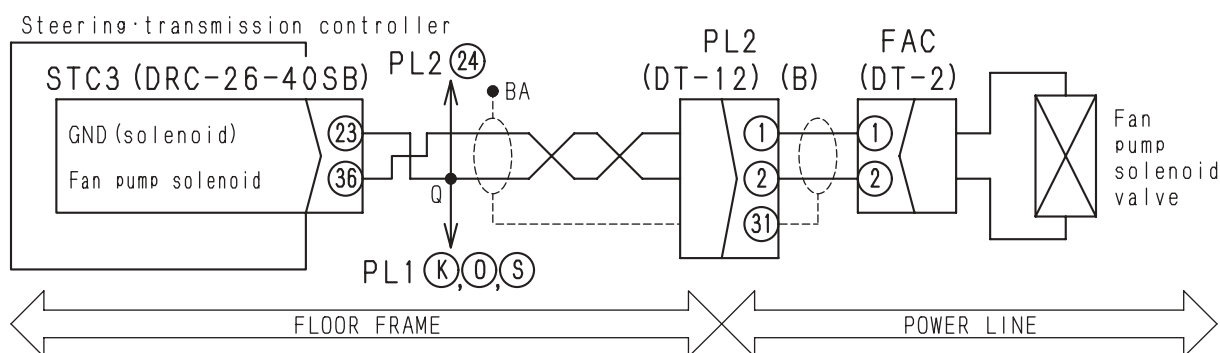 Steering·transmission controller
STC3 (DRC-26-40SB)
GND (solenoid)
23
Fan pump solenoid
36
PL2 24
BA
Q
PL1 K, O, S
PL2
(DT-12) (B)
1
2
31
FAC
(DT-2)
1
2
Fan
pump
solenoid
valve
FLOOR FRAME
POWER LINE